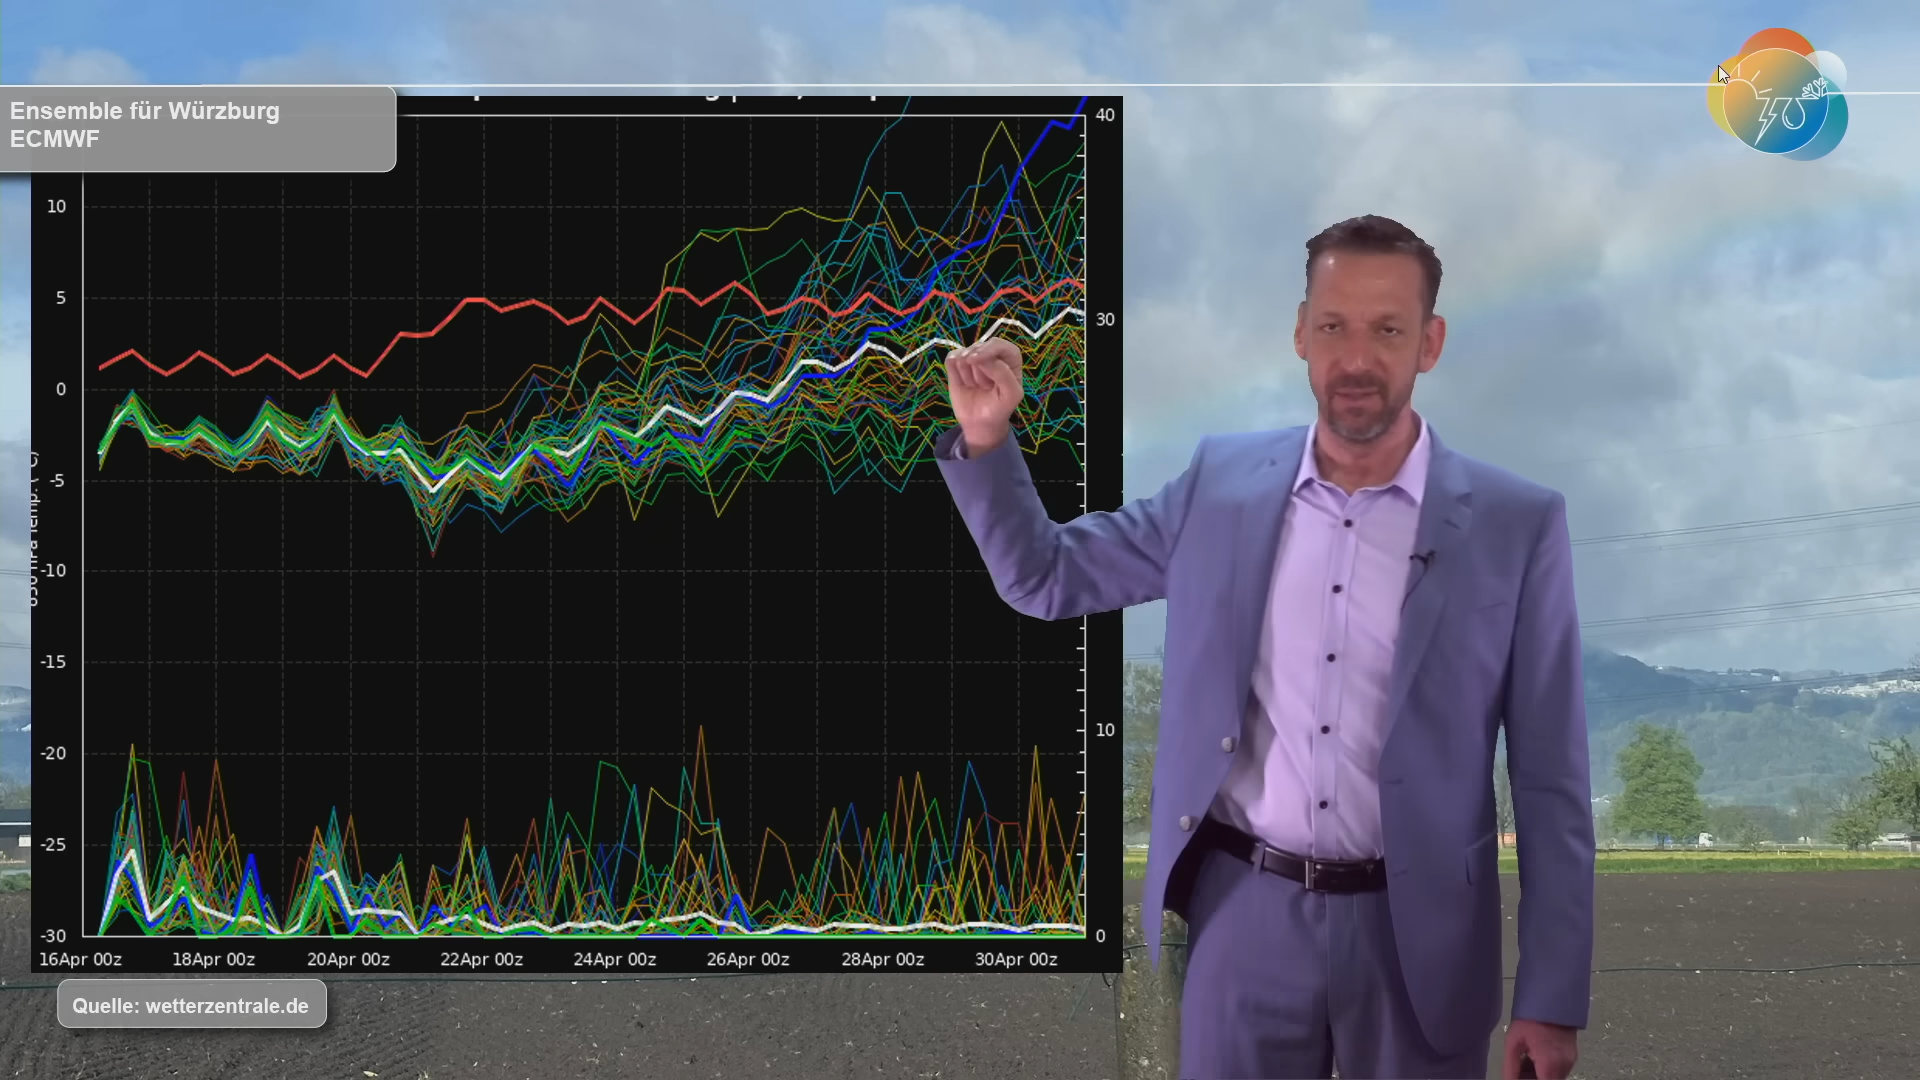 Ensemble für Würzburg
ECMWF
40
10
5
30
0
-5
-10
-15
-20
10
-25
-30
0
16Apr 00z
18Apr 00z
20Apr 00z
22Apr 00z
24Apr 00z
26Apr 00z
28Apr 00z
30Apr 00z
Quelle: wetterzentrale.de